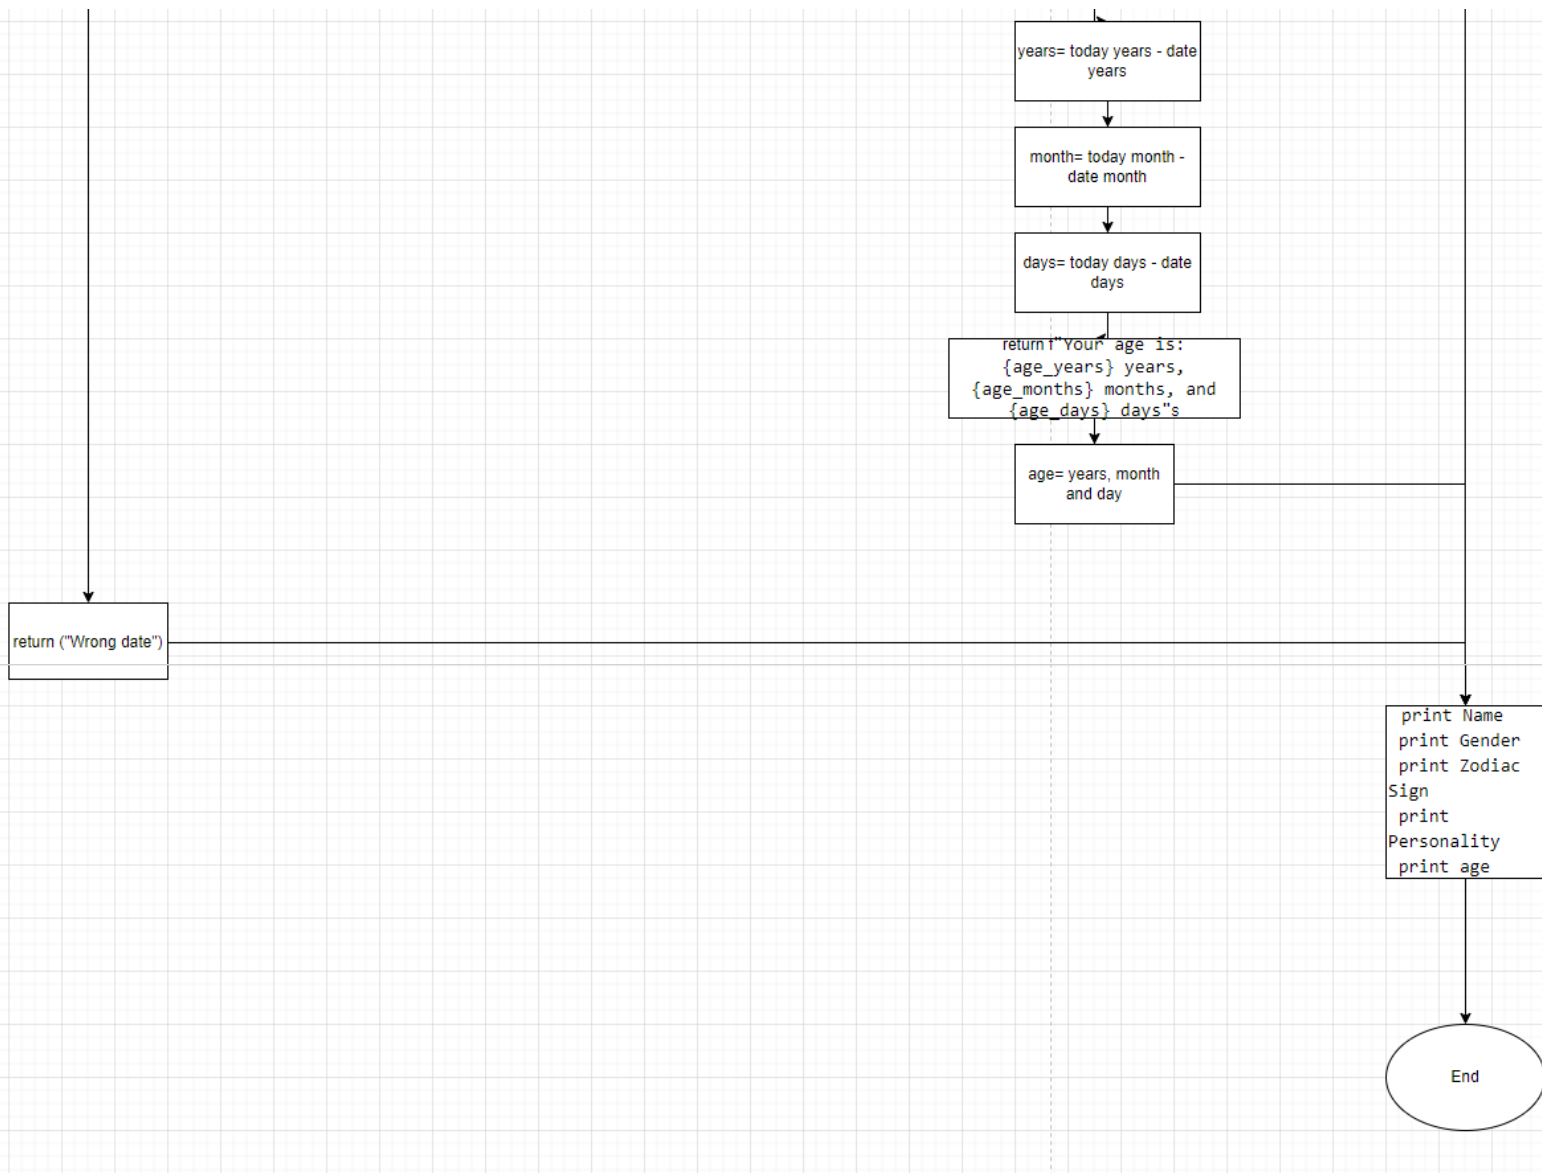 years= today years - date
years
month= today month -
date month
days= today days - date
days
return f"Your age is:
{age_years} years,
{age_months} months, and
{age_days} days"s
age= years, month
and day
return ("Wrong date")
print Name
print Gender
print Zodiac
Sign
print
Personality
print age
End